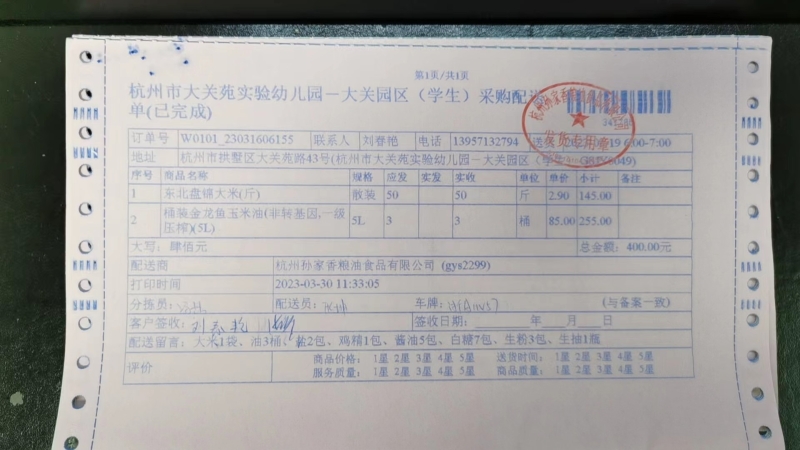 第1页/共1页
杭州市大关苑实验幼儿园－大关园区（学生）采购配
单(已完成)
订单号 W0101_23031606155 联系人 刘春艳 电话 13957132794 6:00-7:00
地址 杭州市拱墅区大关苑路43号(杭州市大关苑实验幼儿园－大关园区
发货专用章
序号 商品名称 规格 应发 实发 实收 单位 单价 小计 备注
1 东北盘锦大米(斤) 散装 50 50 斤 2.90 145.00
2 桶装金龙鱼玉米油(非转基因,一级 5L 3 3 桶 85.00 255.00
压榨)(5L)
大写：肆佰元 总金额：400.00元
配送商 杭州孙家香粮油食品有限公司 (gys2299)
打印时间 2023-03-30 11:33:05
分拣员： 配送员： 车牌： (与备案一致)
客户签收： 刘春艳 签收日期： 年 月 日
配送留言：大米1袋、油3桶、盐2包、鸡精1包、酱油5包、白糖7包、生粉3包、生抽1瓶
评价 商品价格： 1星 2星 3星 4星 5星 送货时间： 1星 2星 3星 4星 5星
服务质量： 1星 2星 3星 4星 5星 商品质量： 1星 2星 3星 4星 5星